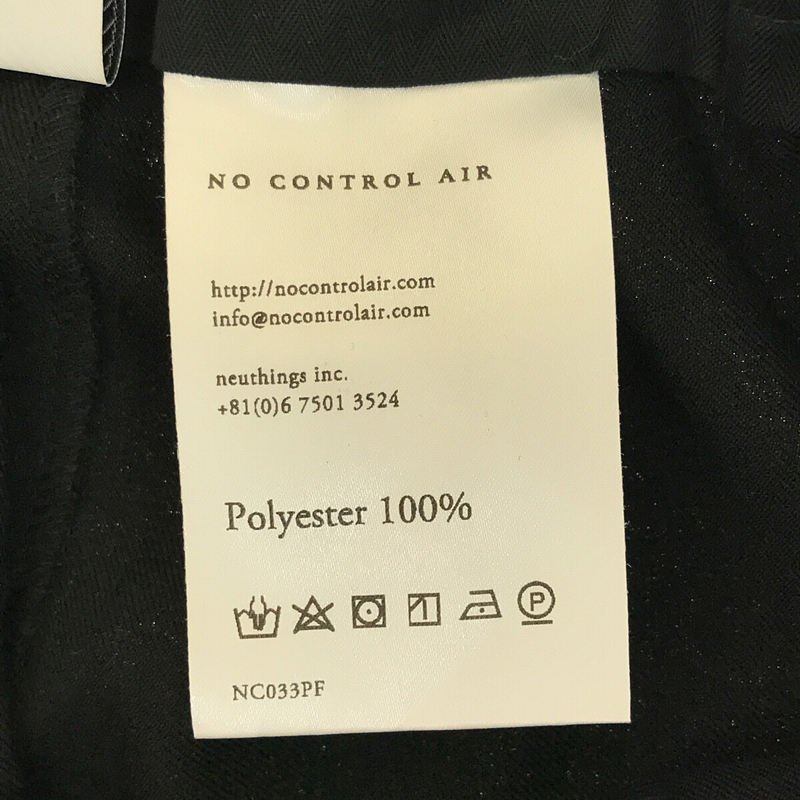 NO CONTROL AIR
http://nocontrolair.com
info@nocontrolair.com
neuthings inc.
+81(0)6 7501 3524
Polyester 100%
P
NC033PF